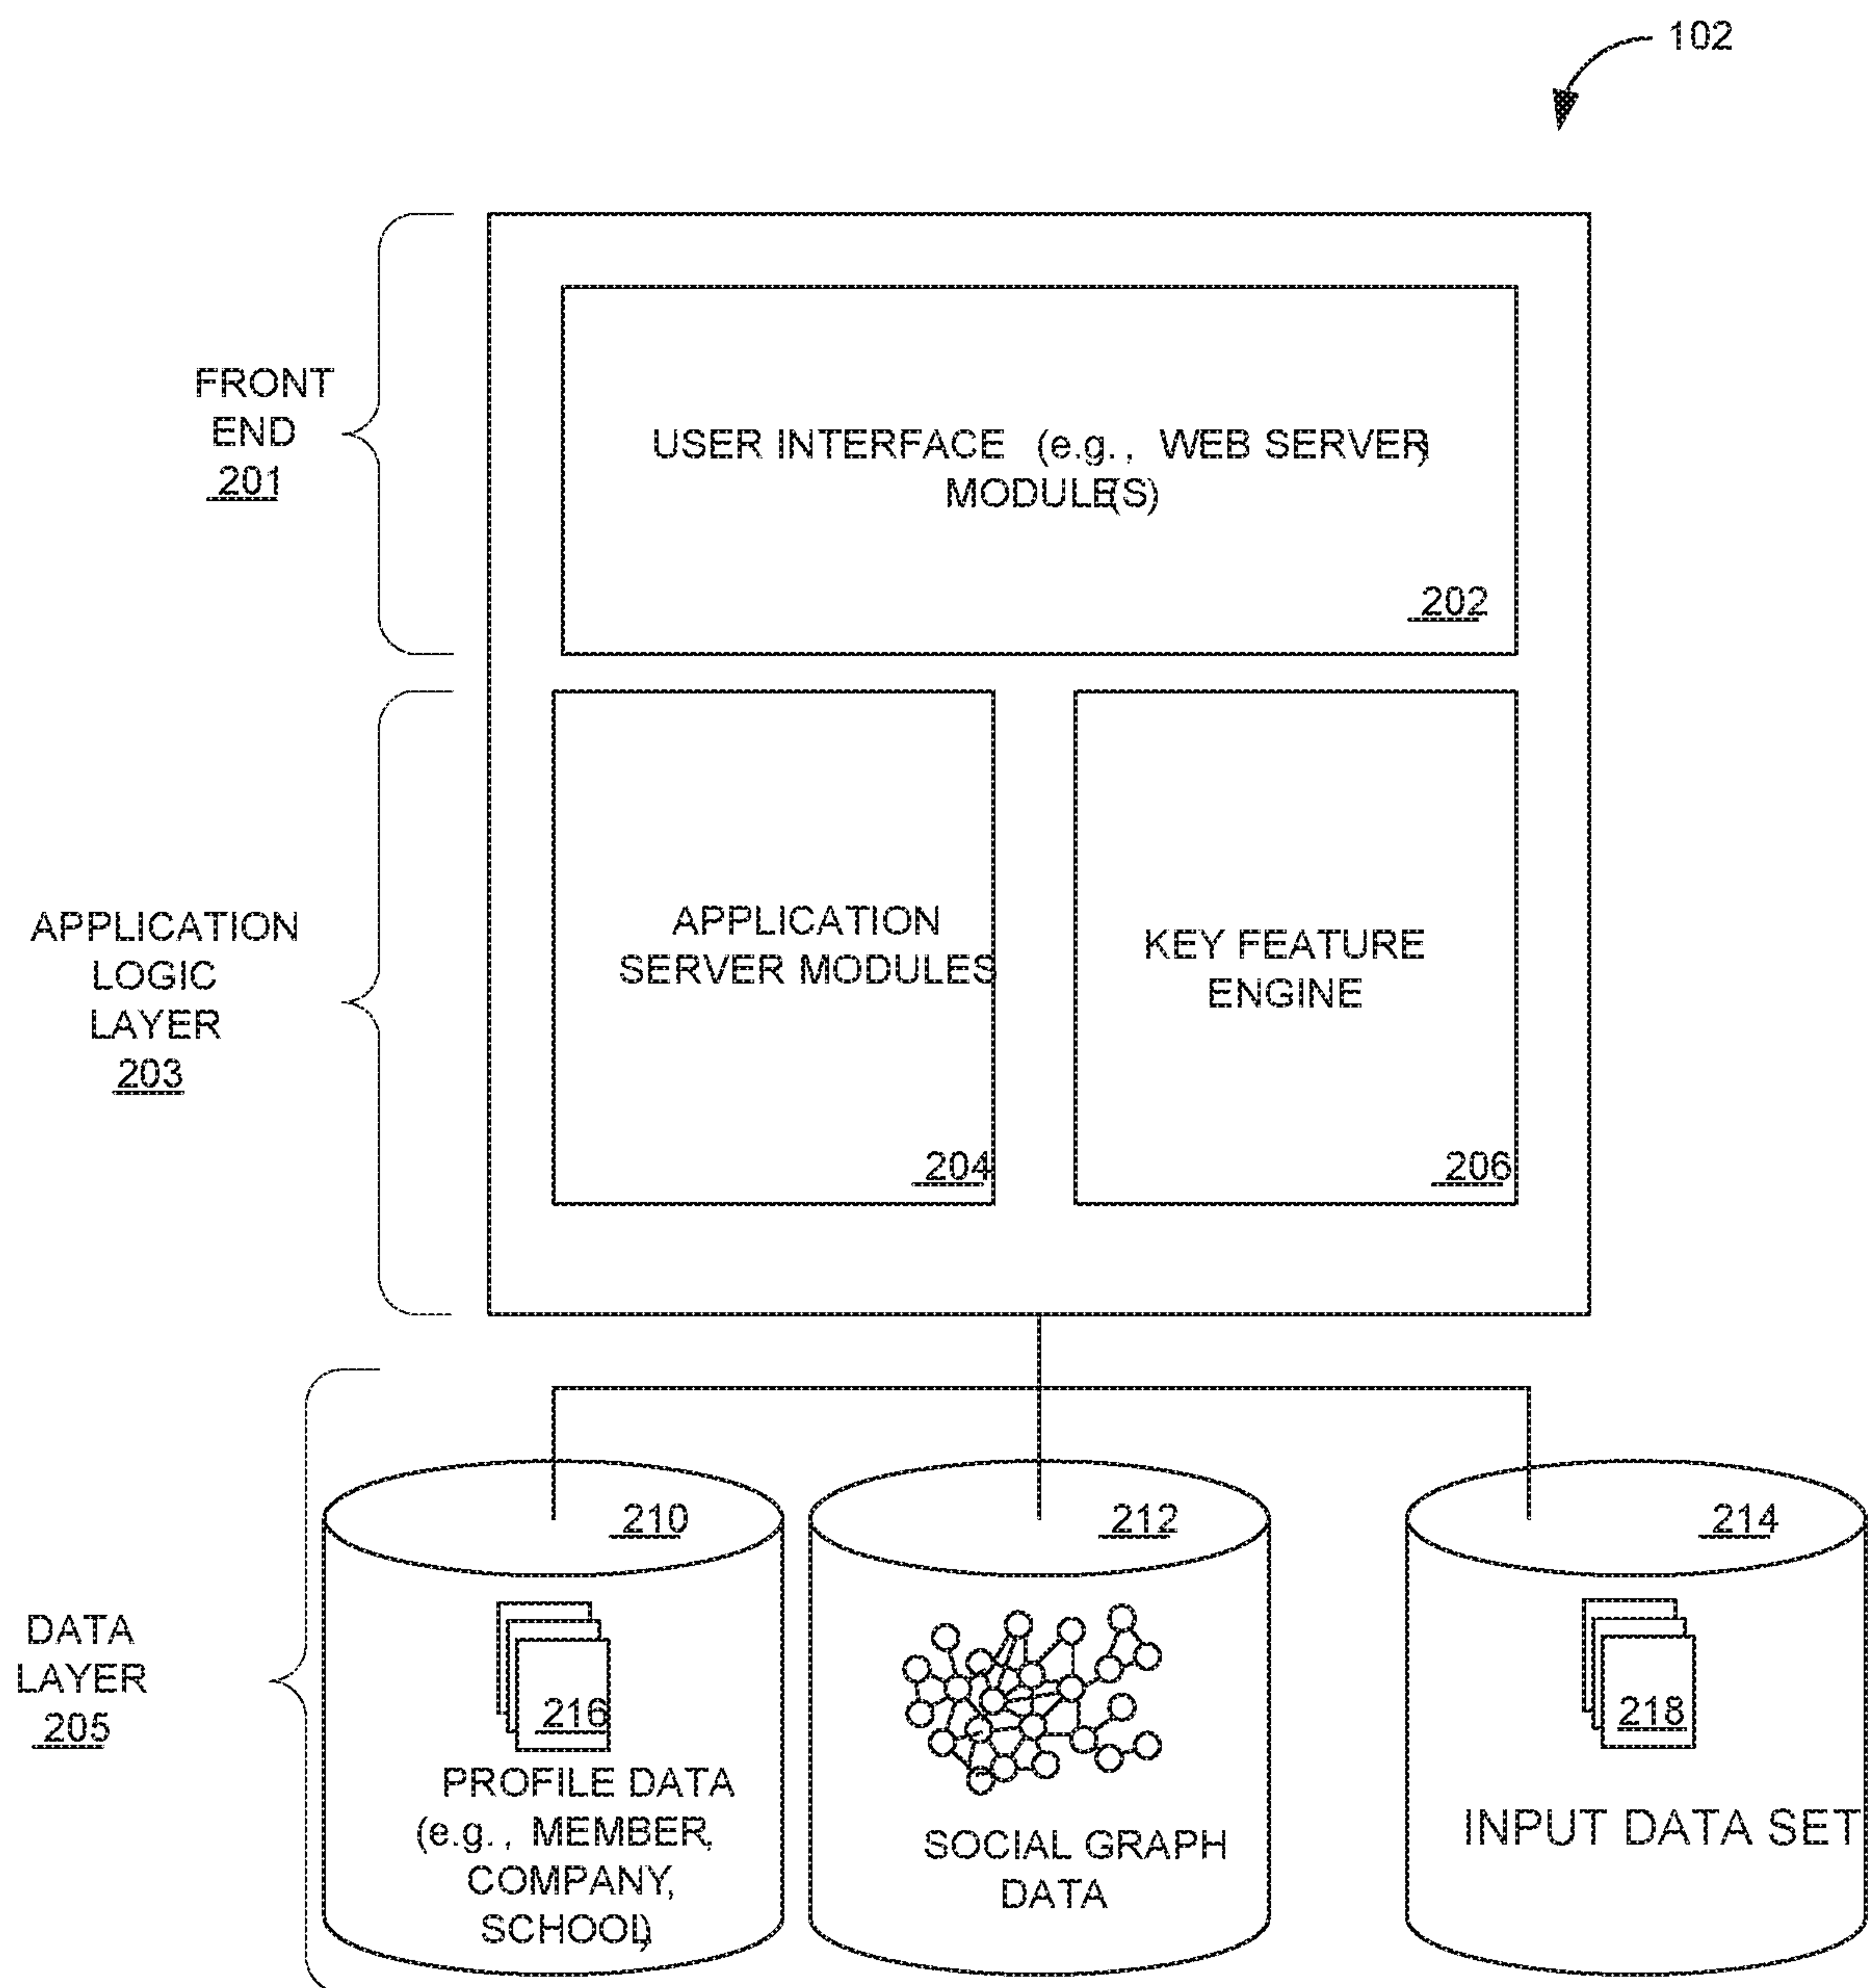 102
FRONT
END
201
USER INTERFACE (e.g., WEB SERVER)
MODULE(S)
202
APPLICATION
LOGIC
LAYER
203
APPLICATION
SERVER MODULES
204
KEY FEATURE
ENGINE
206
DATA
LAYER
205
210
216
PROFILE DATA
(e.g., MEMBER,
COMPANY,
SCHOOL)
212
SOCIAL GRAPH
DATA
214
218
INPUT DATA SET